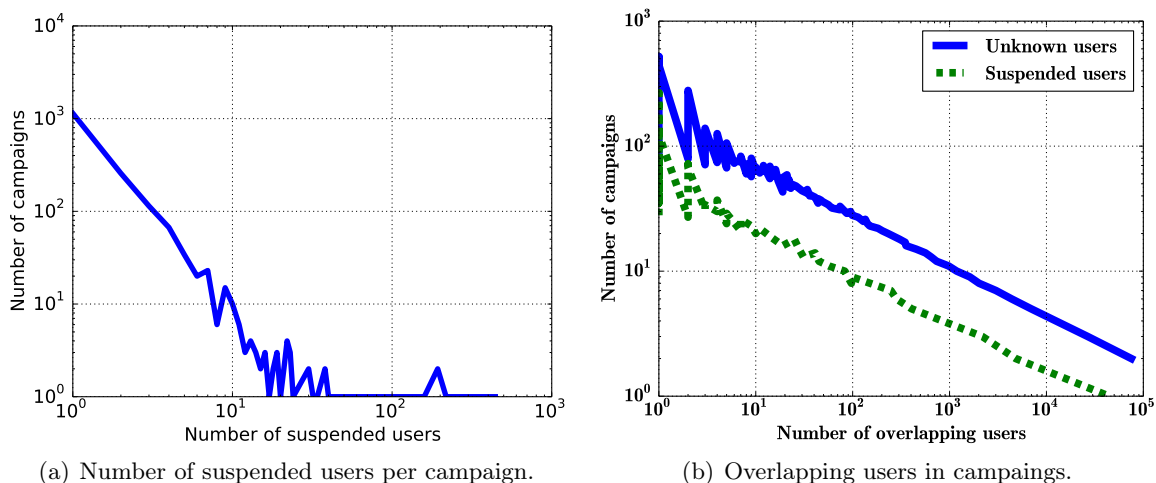 10^4
10^3
10^2
10^1
10^0
10^0 10^1 10^2 10^3
Number of campaigns
Number of suspended users
(a) Number of suspended users per campaign.
10^3
10^2
10^1
10^0
10^0 10^1 10^2 10^3 10^4 10^5
Number of campaigns
Unknown users
Suspended users
Number of overlapping users
(b) Overlapping users in campaings.